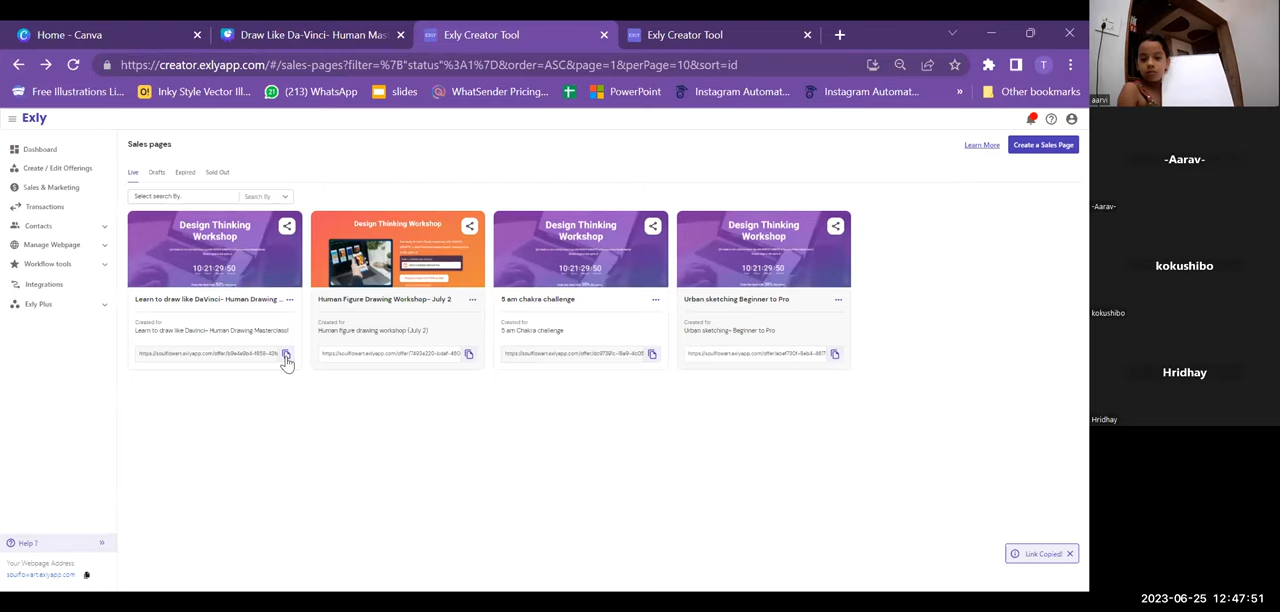 Home - Canva
Draw Like Da-Vinci- Human Mas
EXLY Exly Creator Tool
EXLY Exly Creator Tool
https://creator.exlyapp.com/#/sales-pages?filter=%7B"status"%3A1%7D&order=ASC&page=1&perPage=10&sort=id
T
Free Illustrations Li...
Inky Style Vector Ill...
(213) WhatsApp
slides
WhatSender Pricing...
PowerPoint
Instagram Automat...
Instagram Automat...
»
Other bookmarks
Exly
Dashboard
Create / Edit Offerings
Sales & Marketing
Transactions
Contacts
Manage Webpage
Workflow tools
Integrations
Exly Plus
Help ?
Your Webpage Address:
soulflowart.exlyapp.com
Sales pages
Learn More
Create a Sales Page
Live Drafts Expired Sold Out
Select search By.
Search By
Design Thinking
Workshop
10:21:29:50
Learn to draw like DaVinci- Human Drawing ...
Created for
Learn to draw like Davinci- Human Drawing Masterclass!
Design Thinking Workshop
Human Figure Drawing Workshop- July 2
Created for
Human figure drawing workshop (July 2)
Design Thinking
Workshop
10:21:29:50
5 am chakra challenge
Created for
5 am Chakra challenge
Design Thinking
Workshop
10:21:29:50
Urban sketching Beginner to Pro
Created for
Urban sketching- Beginner to Pro
Link Copied!
aarvi
-Aarav-
-Aarav-
kokushibo
kokushibo
Hridhay
Hridhay
2023-06-25 12:47:51